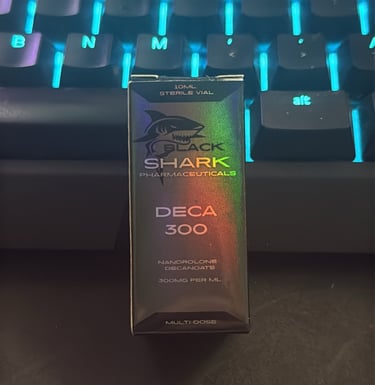 B N M
alt
10ML
STERILE VIAL
BLACK
SHARK
PHARMACEUTICALS
DECA
300
NANDROLONE
DECANOATE
300MG PER ML
MULTI-DOSE